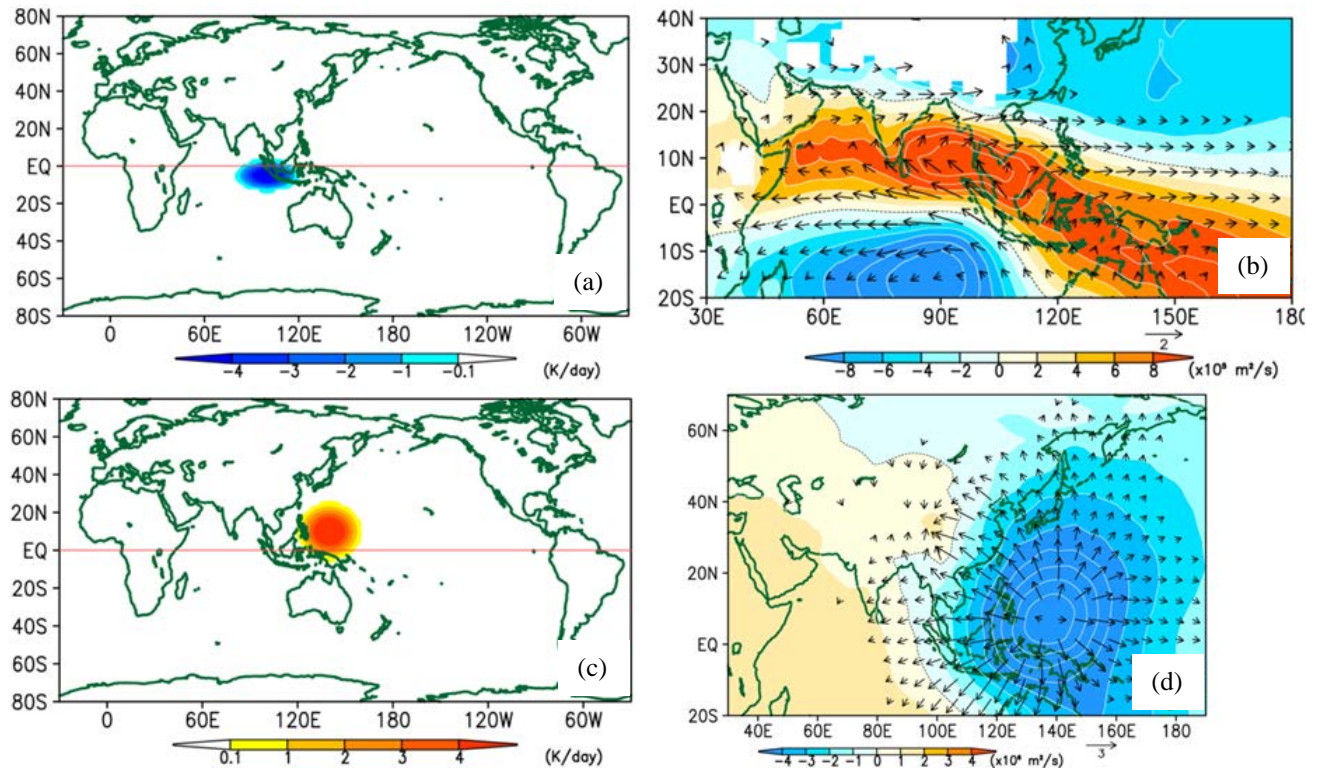 80N
60N
40N
20N
EQ
20S
40S
60S
80S
0 60E 120E 180 120W 60W
(a)
−4 −3 −2 −1 −0.1 (K/day)
40N
30N
20N
10N
EQ
10S
20S
30E 60E 90E 120E 150E 180
(b)
2
−8 −6 −4 −2 0 2 4 6 8 (x10⁶ m²/s)
80N
60N
40N
20N
EQ
20S
40S
60S
80S
0 60E 120E 180 120W 60W
(c)
0.1 1 2 3 4 (K/day)
60N
40N
20N
EQ
20S
40E 60E 80E 100E 120E 140E 160E 180
(d)
−4 −3 −2 −1 0 1 2 3 4 (x10⁶ m²/s)
3